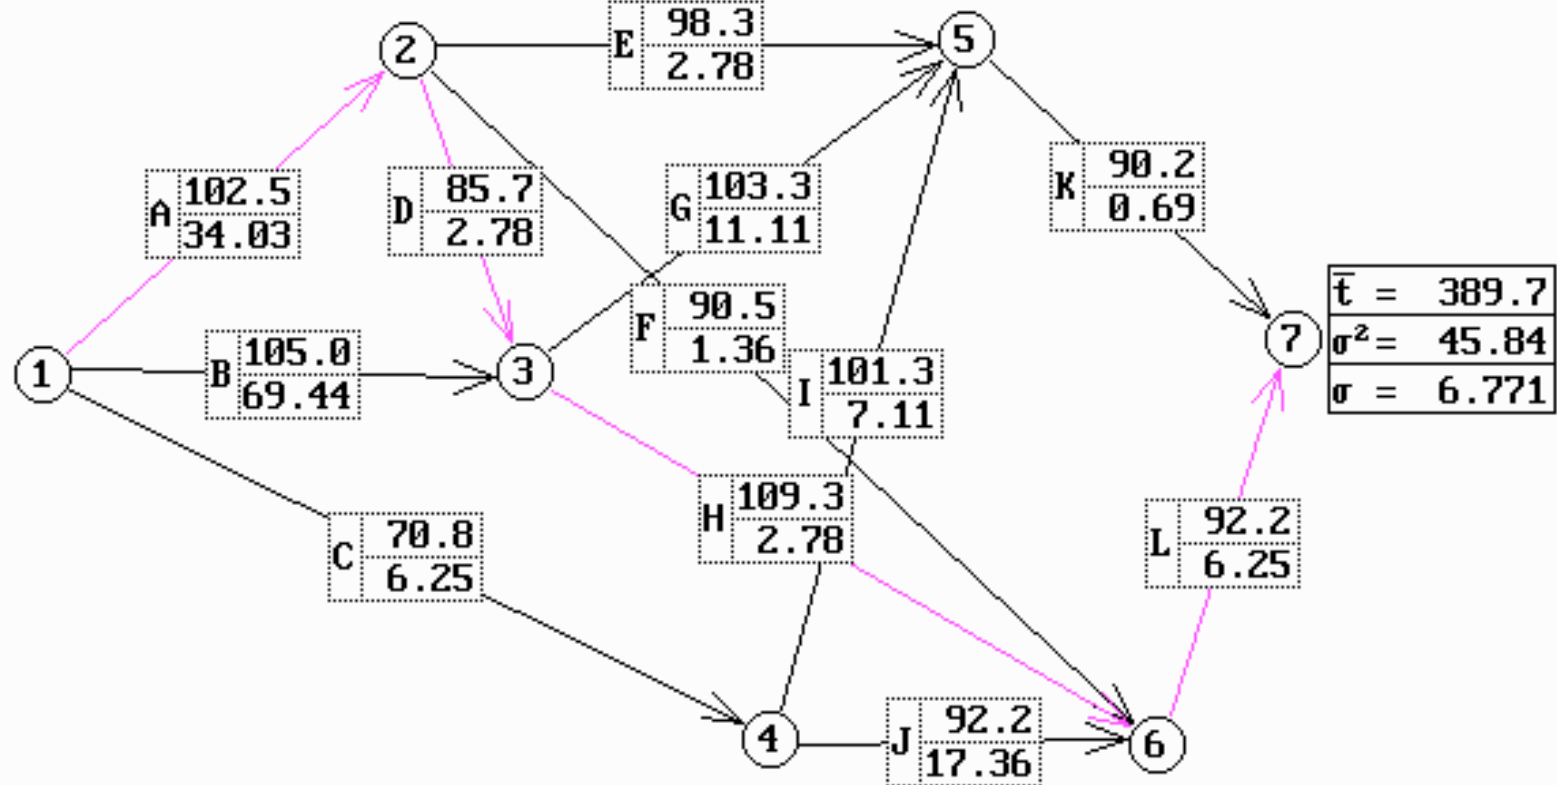 2
E 98.3
2.78
5
A 102.5
34.03
D 85.7
2.78
G 103.3
11.11
K 90.2
0.69
1
B 105.0
69.44
3
F 90.5
1.36
I 101.3
7.11
7
t̅ = 389.7
σ² = 45.84
σ = 6.771
C 70.8
6.25
H 109.3
2.78
L 92.2
6.25
4
J 92.2
17.36
6